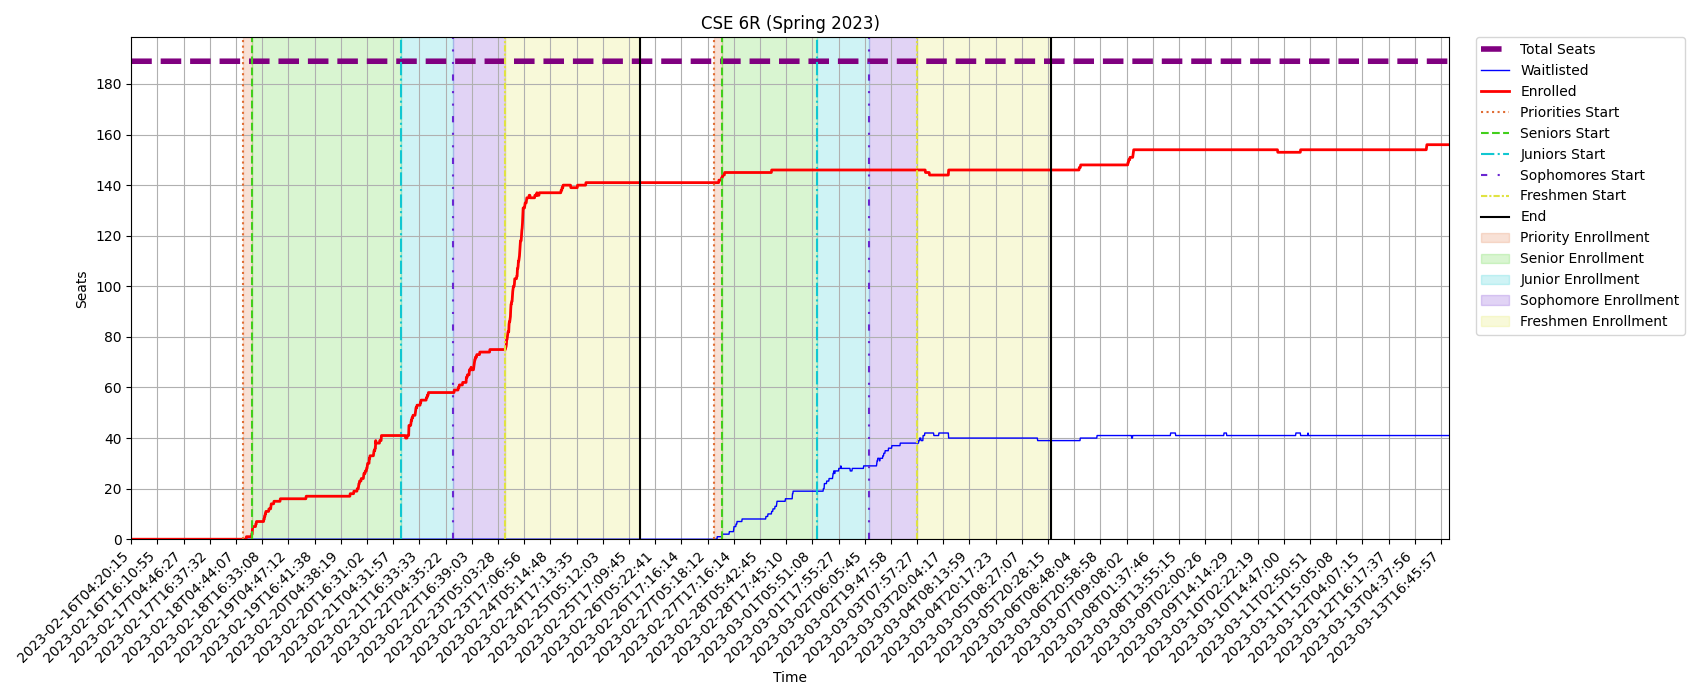 CSE 6R (Spring 2023)
Seats
180
160
140
120
100
80
60
40
20
0
2023-02-16T04:20:15
2023-02-16T16:10:55
2023-02-17T04:46:27
2023-02-17T16:37:32
2023-02-18T04:44:07
2023-02-18T16:33:08
2023-02-19T04:47:12
2023-02-19T16:41:38
2023-02-20T04:38:19
2023-02-20T16:31:02
2023-02-21T04:31:57
2023-02-21T16:33:33
2023-02-22T04:35:22
2023-02-22T16:39:03
2023-02-23T05:03:28
2023-02-23T17:06:56
2023-02-24T05:14:48
2023-02-24T17:13:35
2023-02-25T05:12:03
2023-02-25T17:09:45
2023-02-26T05:22:41
2023-02-26T17:16:14
2023-02-27T05:18:12
2023-02-27T17:16:14
2023-02-28T05:42:45
2023-02-28T17:45:10
2023-03-01T05:51:08
2023-03-01T17:55:27
2023-03-02T06:05:45
2023-03-02T19:47:58
2023-03-03T07:57:27
2023-03-03T20:04:17
2023-03-04T08:13:59
2023-03-04T20:17:23
2023-03-05T08:27:07
2023-03-05T20:28:15
2023-03-06T08:48:04
2023-03-06T20:58:58
2023-03-07T09:08:02
2023-03-08T01:37:46
2023-03-08T13:55:15
2023-03-09T02:00:26
2023-03-09T14:14:29
2023-03-10T02:22:19
2023-03-10T14:47:00
2023-03-11T02:50:51
2023-03-11T15:05:08
2023-03-12T04:07:15
2023-03-12T16:17:37
2023-03-13T04:37:56
2023-03-13T16:45:57
Time
Total Seats
Waitlisted
Enrolled
Priorities Start
Seniors Start
Juniors Start
Sophomores Start
Freshmen Start
End
Priority Enrollment
Senior Enrollment
Junior Enrollment
Sophomore Enrollment
Freshmen Enrollment